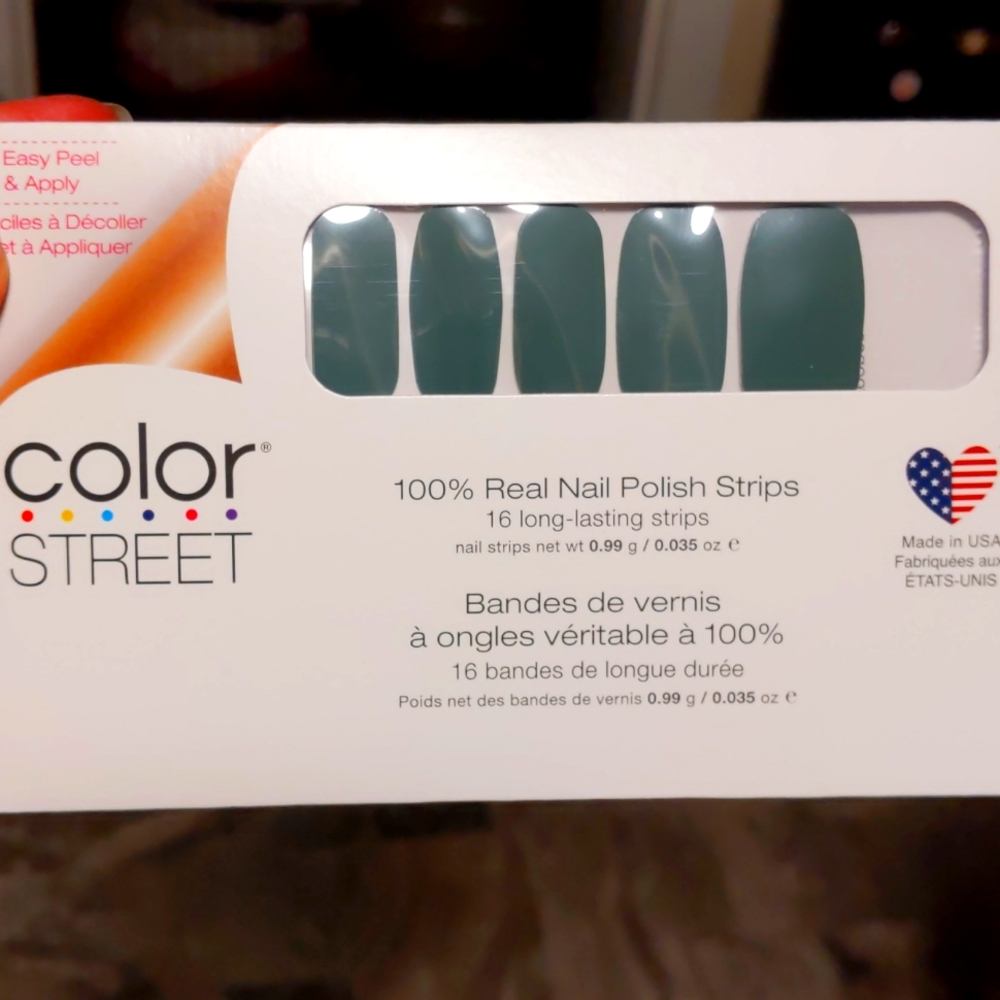 Easy Peel
& Apply
ciles à Décoller
et à Appliquer
color®
STREET
100% Real Nail Polish Strips
16 long-lasting strips
nail strips net wt 0.99 g / 0.035 oz ℮
Bandes de vernis
à ongles véritable à 100%
16 bandes de longue durée
Poids net des bandes de vernis 0.99 g / 0.035 oz ℮
Made in USA
Fabriquées aux
ÉTATS-UNIS